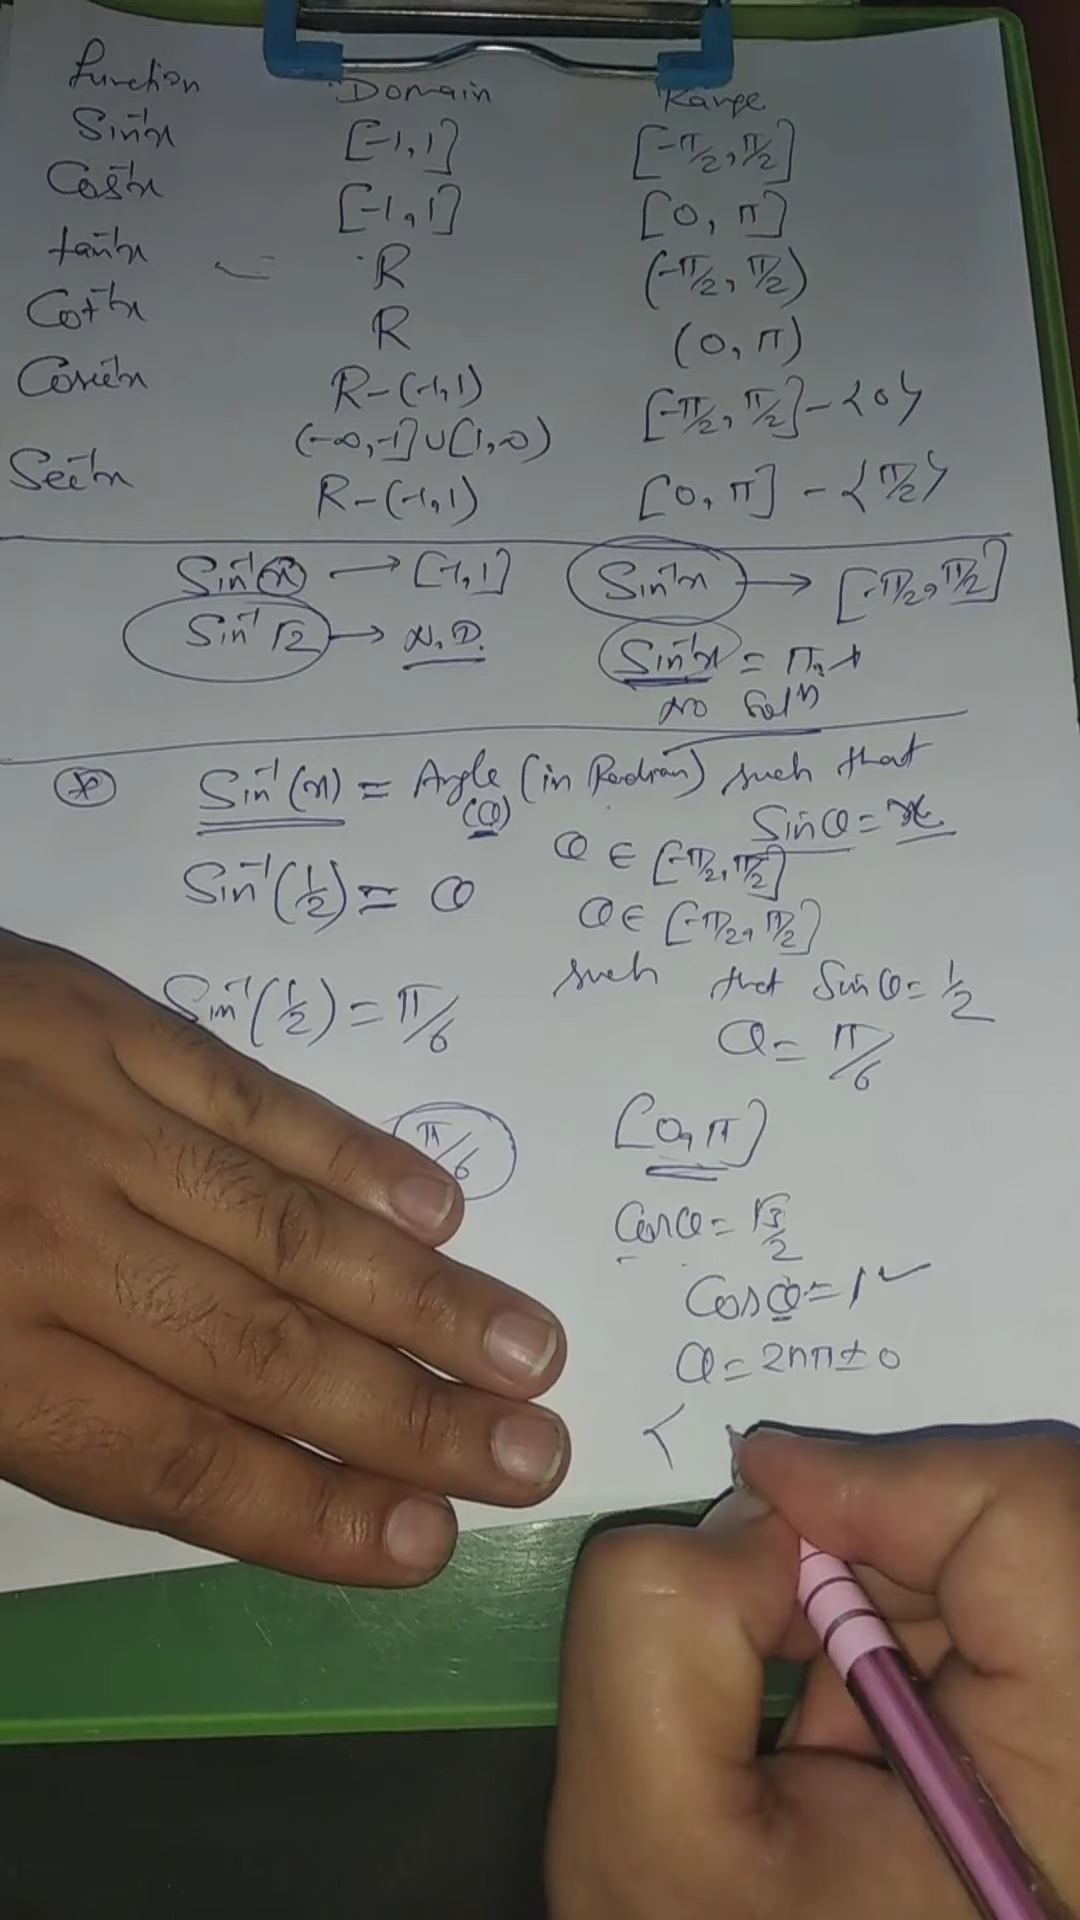 function Domain Range
Sin⁻¹x [-1,1] [-π/2, π/2]
Cos⁻¹x [-1,1] [0, π]
tan⁻¹x R (-π/2, π/2)
Cot⁻¹x R (0, π)
Cosec⁻¹x R-(-1,1) [-π/2, π/2]-{0}
(-∞,-1]∪[1,∞)
Sec⁻¹x R-(-1,1) [0, π] - {π/2}
Sin⁻¹(x) → [-1,1] Sin⁻¹x → [-π/2, π/2]
Sin⁻¹√2 → N.D. Sin⁻¹x = π
no Solⁿ
Sin⁻¹(x) = Angle (in Radian) such that
(θ) Sinθ = x
θ ∈ [-π/2, π/2]
Sin⁻¹(1/2) = θ θ ∈ [-π/2, π/2]
such that Sinθ = 1/2
Sin⁻¹(1/2) = π/6 θ = π/6
π/6 [0, π]
Cosθ = √3/2
Cosθ = 1 ✓
θ = 2nπ ± 0